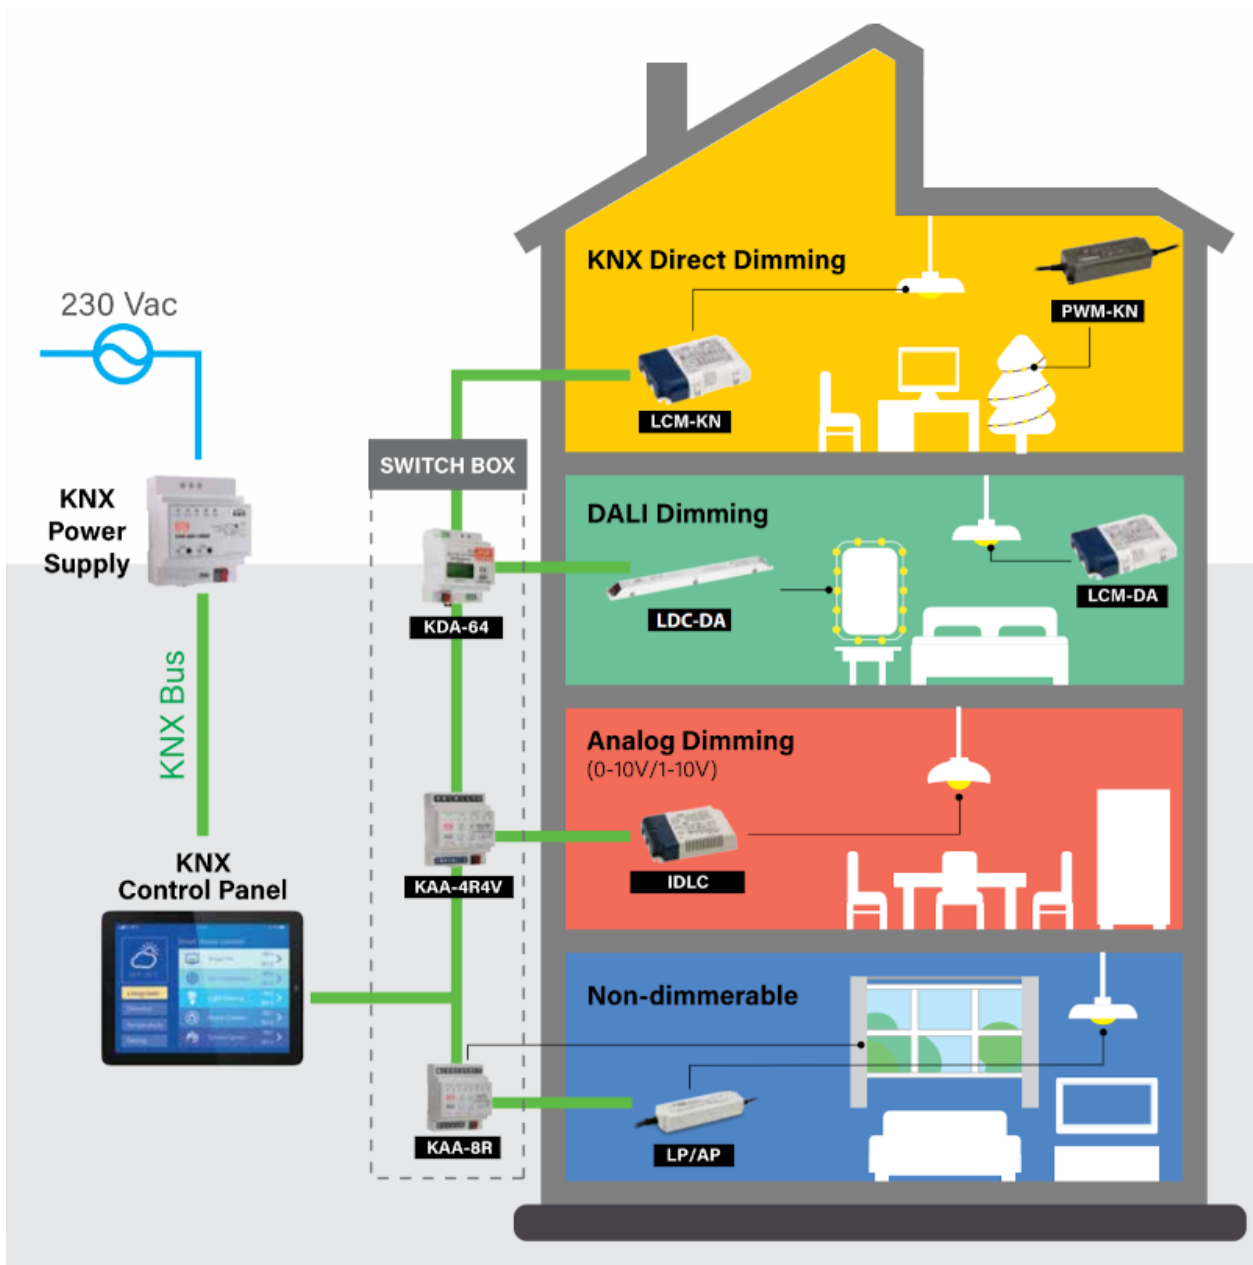 230 Vac
KNX
Power
Supply
KNX Bus
KNX
Control Panel
SWITCH BOX
KDA-64
KAA-4R4V
KAA-8R
KNX Direct Dimming
LCM-KN
PWM-KN
DALI Dimming
LDC-DA
LCM-DA
Analog Dimming
(0-10V/1-10V)
IDLC
Non-dimmerable
LP/AP